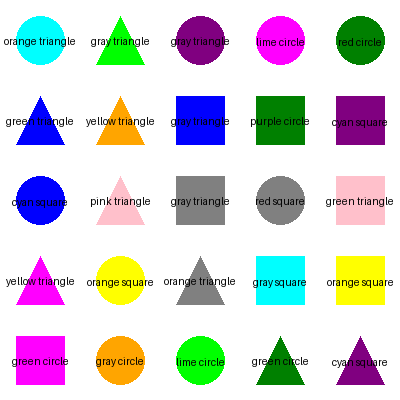 orange triangle gray triangle gray triangle lime circle red circle
green triangle yellow triangle gray triangle purple circle cyan square
cyan square pink triangle gray triangle red square green triangle
yellow triangle orange square orange triangle gray square orange square
green circle gray circle lime circle green circle cyan square